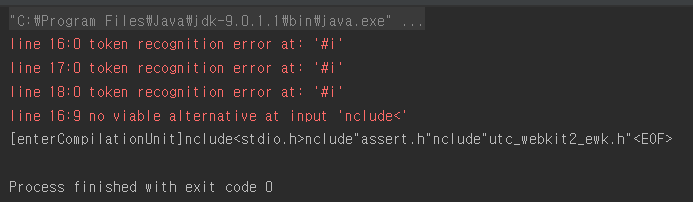 "C:₩Program Files₩Java₩jdk-9.0.1.1₩bin₩java.exe" ...
line 16:0 token recognition error at: '#i'
line 17:0 token recognition error at: '#i'
line 18:0 token recognition error at: '#i'
line 16:9 no viable alternative at input 'nclude<'
[enterCompilationUnit]nclude<stdio.h>nclude"assert.h"nclude"utc_webkit2_ewk.h"<EOF>
Process finished with exit code 0